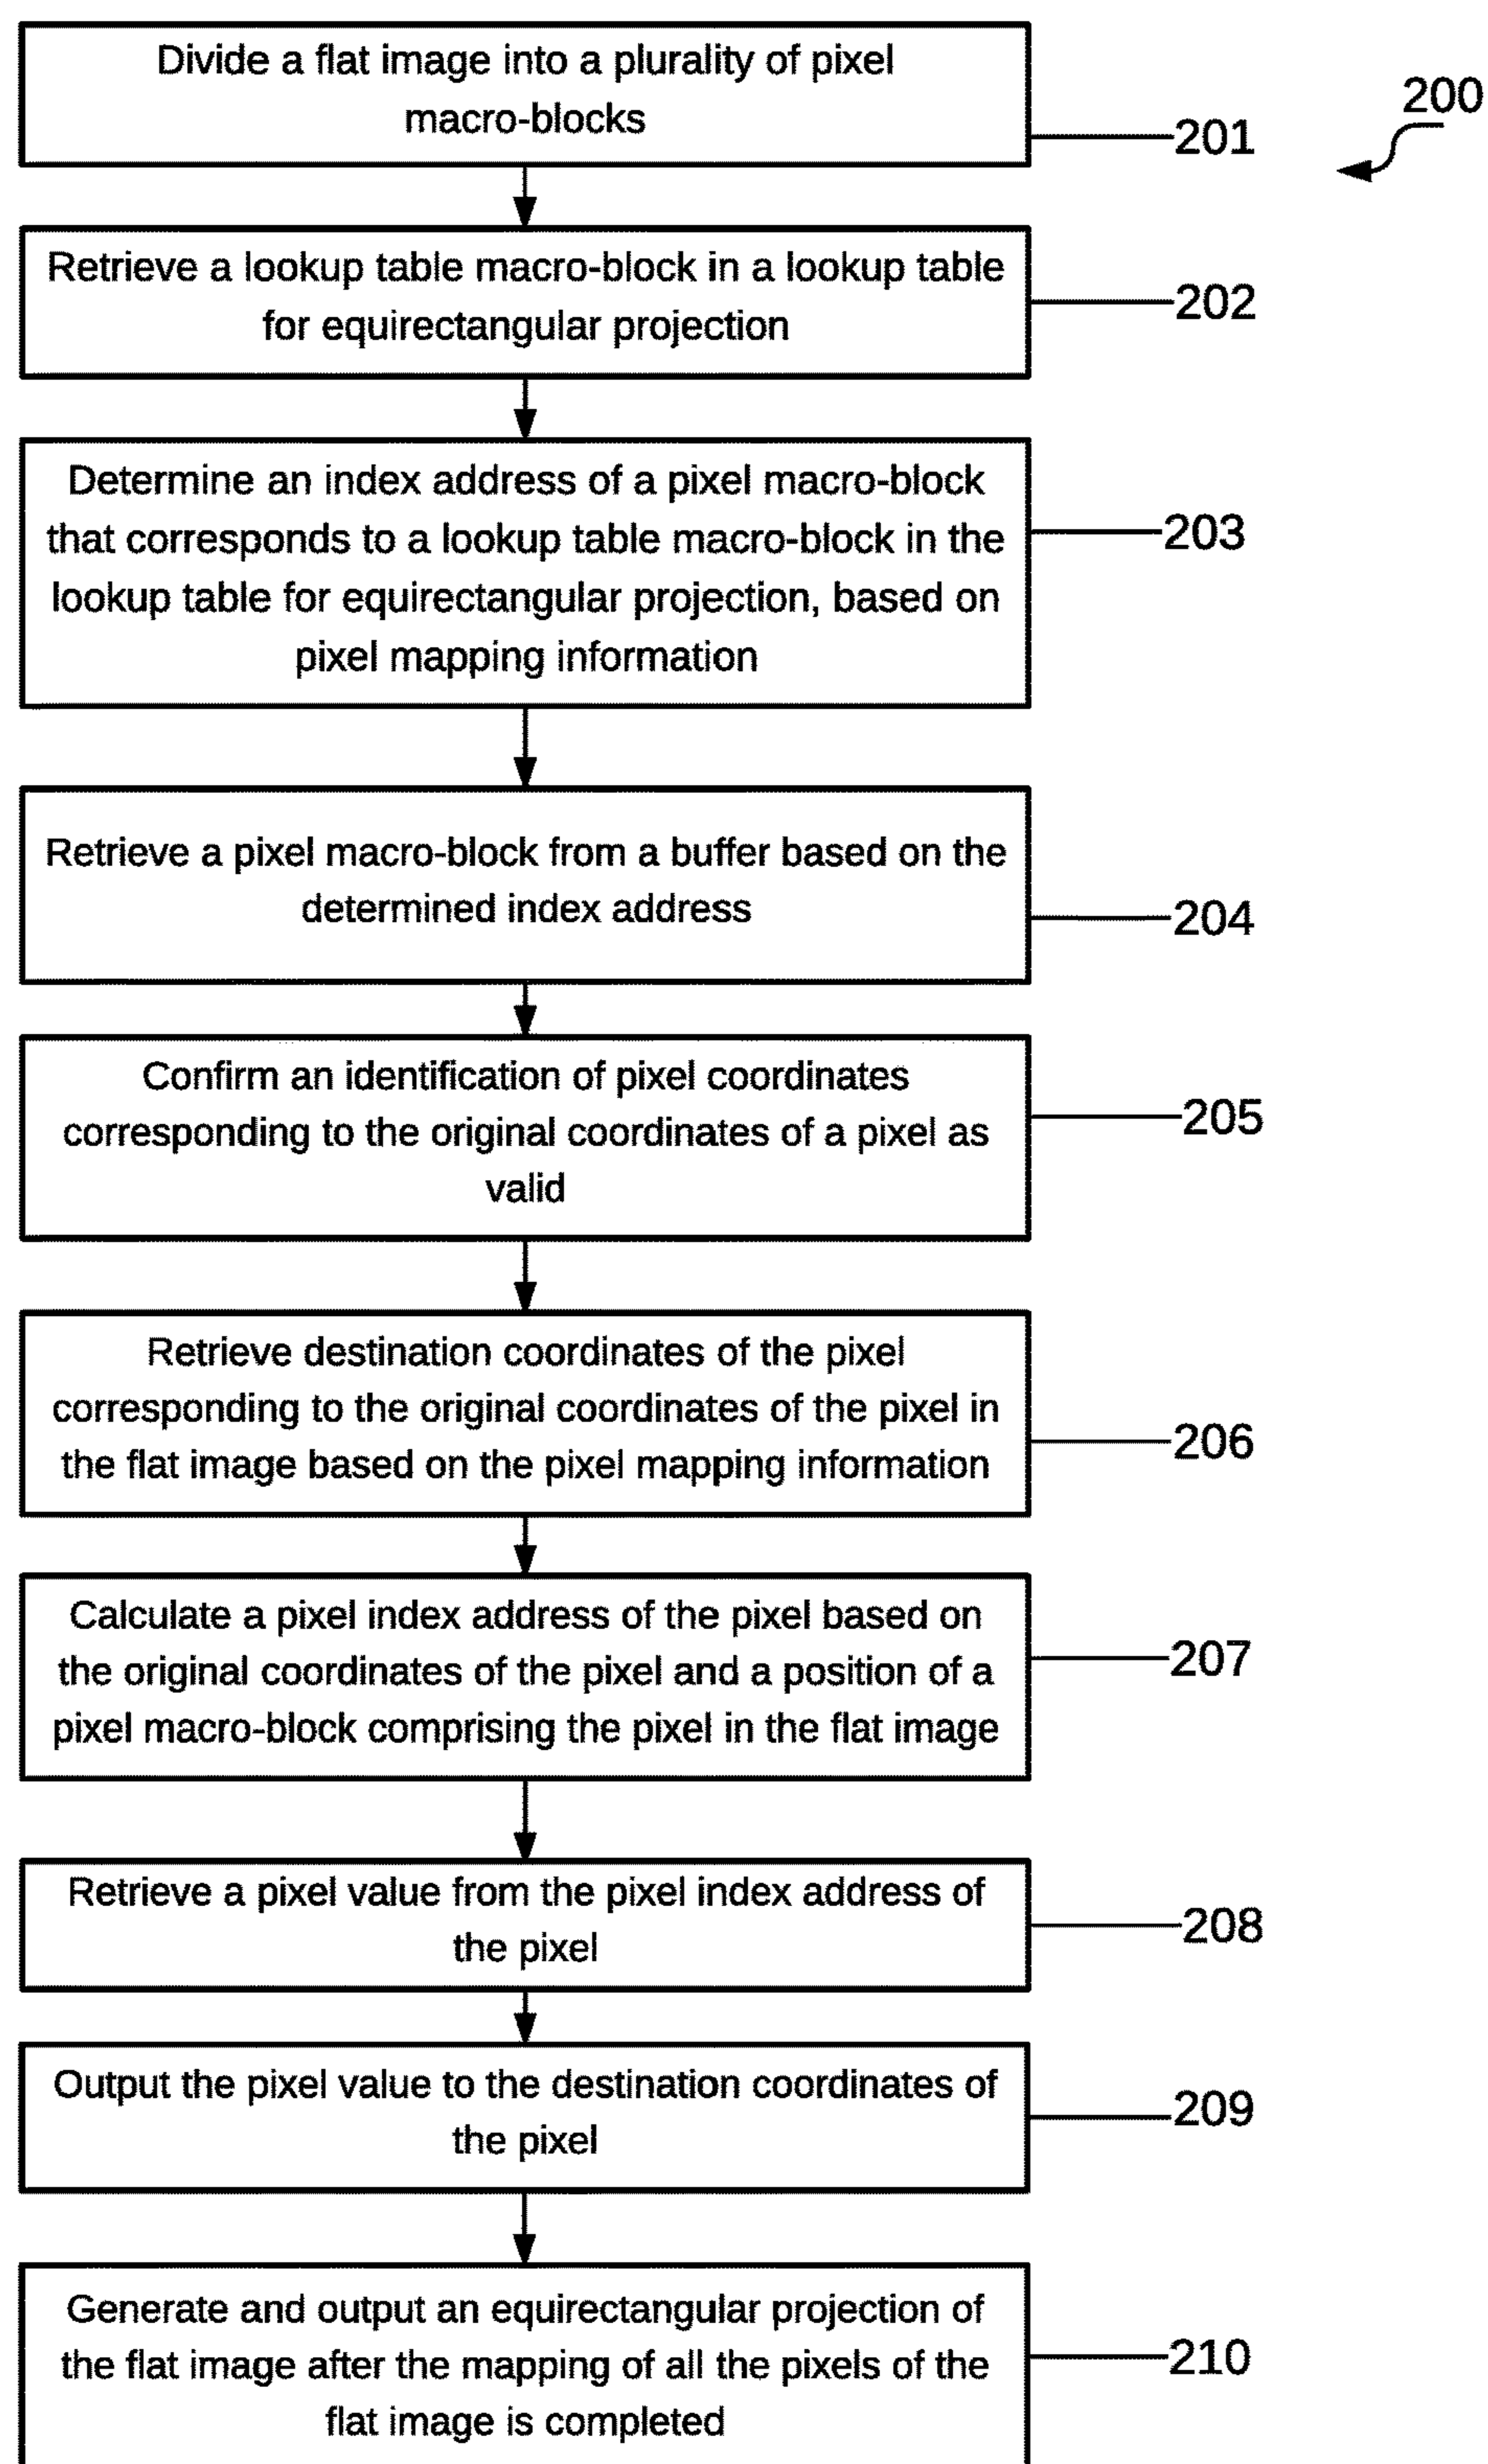 Divide a flat image into a plurality of pixel
macro-blocks
201
200
Retrieve a lookup table macro-block in a lookup table
for equirectangular projection
202
Determine an index address of a pixel macro-block
that corresponds to a lookup table macro-block in the
lookup table for equirectangular projection, based on
pixel mapping information
203
Retrieve a pixel macro-block from a buffer based on the
determined index address
204
Confirm an identification of pixel coordinates
corresponding to the original coordinates of a pixel as
valid
205
Retrieve destination coordinates of the pixel
corresponding to the original coordinates of the pixel in
the flat image based on the pixel mapping information
206
Calculate a pixel index address of the pixel based on
the original coordinates of the pixel and a position of a
pixel macro-block comprising the pixel in the flat image
207
Retrieve a pixel value from the pixel index address of
the pixel
208
Output the pixel value to the destination coordinates of
the pixel
209
Generate and output an equirectangular projection of
the flat image after the mapping of all the pixels of the
flat image is completed
210